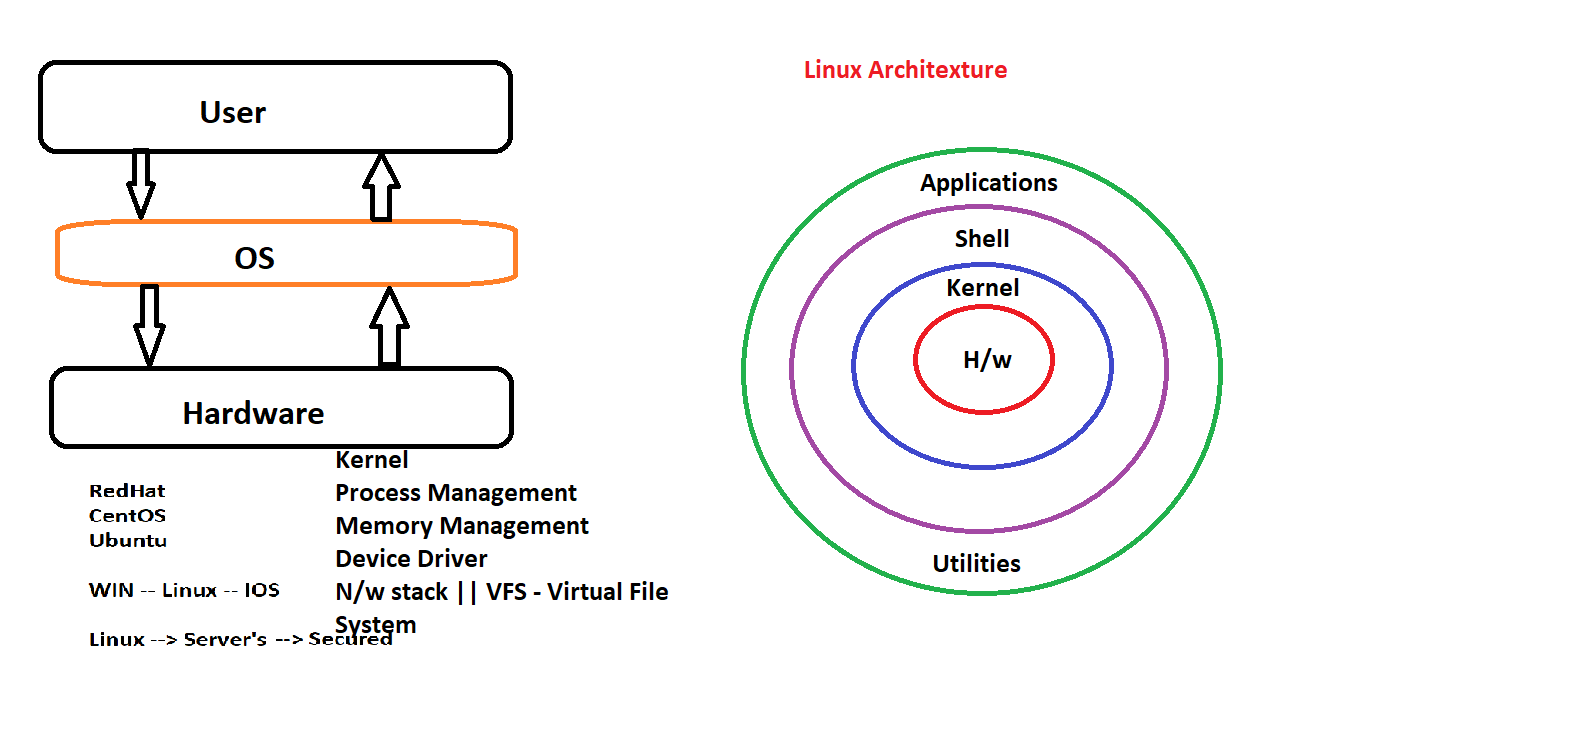 User
OS
Hardware
RedHat
CentOS
Ubuntu
WIN -- Linux -- IOS
Linux --> Server's --> Secured
Kernel
Process Management
Memory Management
Device Driver
N/w stack || VFS - Virtual File
System
Linux Architexture
Applications
Shell
Kernel
H/w
Utilities